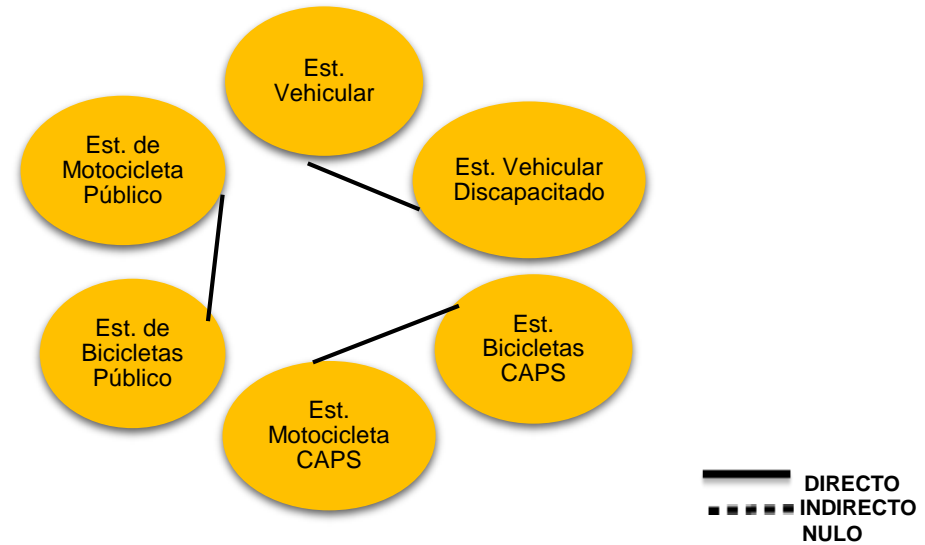 Est.
Vehicular
Est. de
Motocicleta
Público
Est. Vehicular
Discapacitado
Est. de
Bicicletas
Público
Est.
Bicicletas
CAPS
Est.
Motocicleta
CAPS
DIRECTO
INDIRECTO
NULO